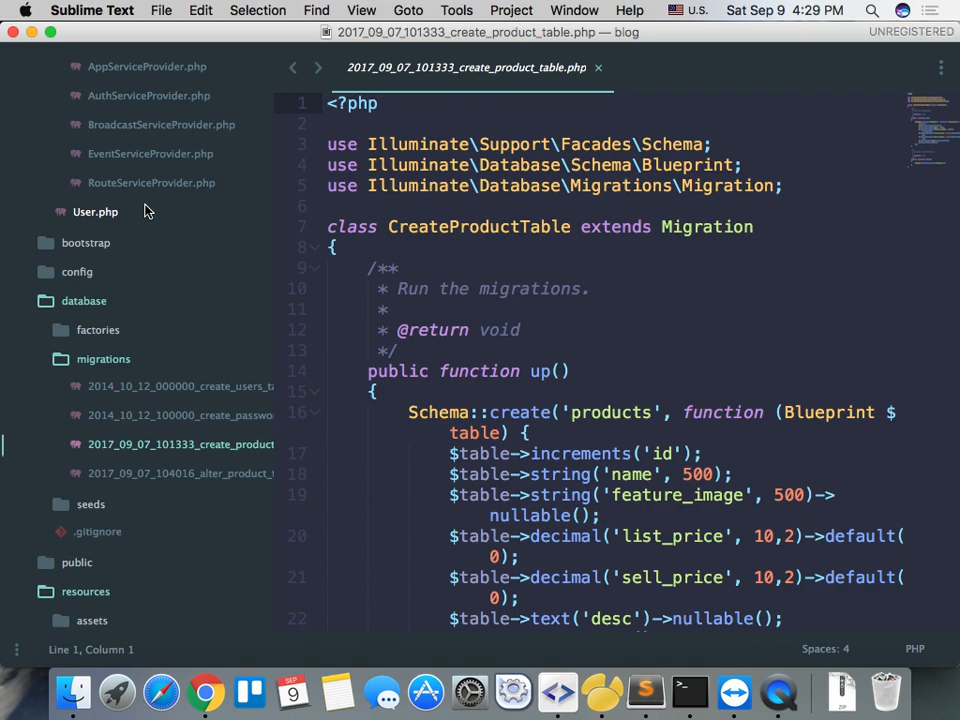 Sublime Text File Edit Selection Find View Goto Tools Project Window Help U.S. Sat Sep 9 4:29 PM
2017_09_07_101333_create_product_table.php — blog UNREGISTERED
AppServiceProvider.php
AuthServiceProvider.php
BroadcastServiceProvider.php
EventServiceProvider.php
RouteServiceProvider.php
User.php
bootstrap
config
database
factories
migrations
2014_10_12_000000_create_users_ta
2014_10_12_100000_create_passwo
2017_09_07_101333_create_product
2017_09_07_104016_alter_product_t
seeds
.gitignore
public
resources
assets
2017_09_07_101333_create_product_table.php ×
1 <?php
2
3 use Illuminate\Support\Facades\Schema;
4 use Illuminate\Database\Schema\Blueprint;
5 use Illuminate\Database\Migrations\Migration;
6
7 class CreateProductTable extends Migration
8 {
9 /**
10 * Run the migrations.
11 *
12 * @return void
13 */
14 public function up()
15 {
16 Schema::create('products', function (Blueprint $
table) {
17 $table->increments('id');
18 $table->string('name', 500);
19 $table->string('feature_image', 500)->
nullable();
20 $table->decimal('list_price', 10,2)->default(
0);
21 $table->decimal('sell_price', 10,2)->default(
0);
22 $table->text('desc')->nullable();
Line 1, Column 1 Spaces: 4 PHP
SEP
9
ZIP